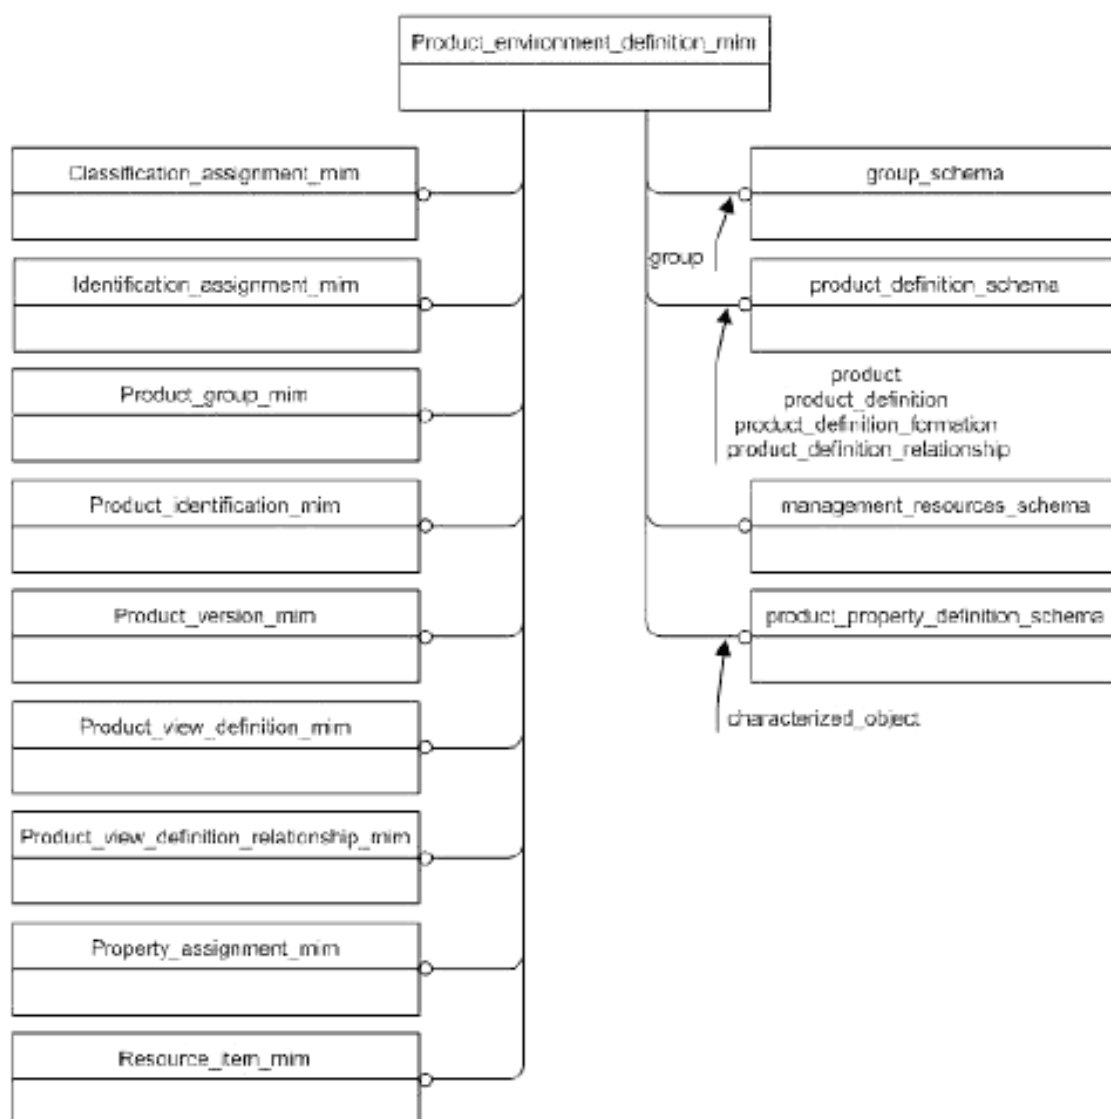 Product_environment_definition_mim
Classification_assignment_mim
Identification_assignment_mim
Product_group_mim
Product_identification_mim
Product_version_mim
Product_view_definition_mim
Product_view_definition_relationship_mim
Property_assignment_mim
Resource_item_mim
group_schema
group
product_definition_schema
product
product_definition
product_definition_formation
product_definition_relationship
management_resources_schema
product_property_definition_schema
characterized_object